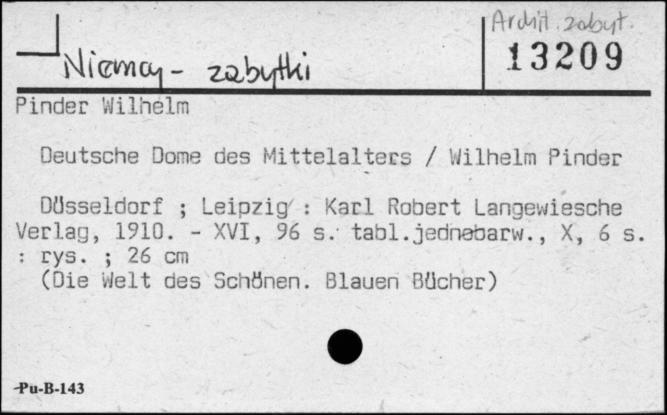 Archit. zabyt.
13209
Niemcy - zabytki
Pinder Wilhelm
Deutsche Dome des Mittelalters / Wilhelm Pinder
Düsseldorf ; Leipzig : Karl Robert Langewiesche
Verlag, 1910. - XVI, 96 s. tabl.jednobarw., X, 6 s.
: rys. ; 26 cm
(Die Welt des Schönen. Blauen Bücher)
Pu-B-143